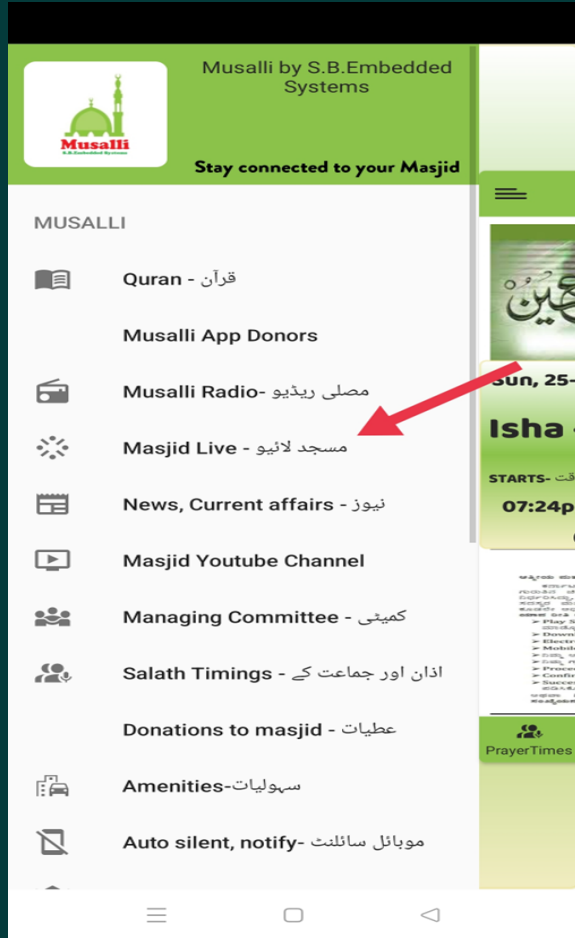 Musalli by S.B.Embedded
Systems
Musalli
S.B.Embedded Systems
Stay connected to your Masjid
MUSALLI
Quran - قرآن
Musalli App Donors
Musalli Radio- مصلی ریڈیو
Masjid Live - مسجد لائیو
News, Current affairs - نیوز
Masjid Youtube Channel
Managing Committee - کمیٹی
Salath Timings - اذان اور جماعت کے
Donations to masjid - عطیات
Amenities-سہولیات
Auto silent, notify- موبائل سائلنٹ
Sun, 25-
Isha -
STARTS-
07:24p
PrayerTimes